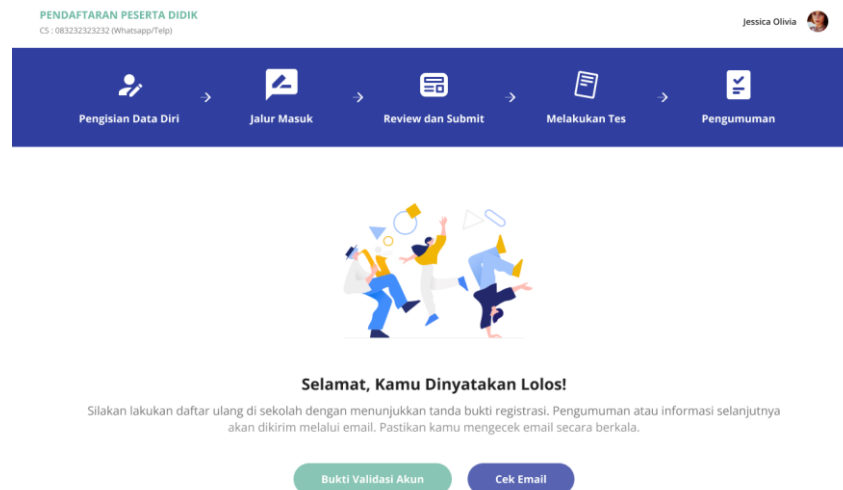 PENDAFTARAN PESERTA DIDIK
CS : 083232323232 (Whatsapp/Telp)
Jessica Olivia
Pengisian Data Diri
Jalur Masuk
Review dan Submit
Melakukan Tes
Pengumuman
Selamat, Kamu Dinyatakan Lolos!
Silakan lakukan daftar ulang di sekolah dengan menunjukkan tanda bukti registrasi. Pengumuman atau informasi selanjutnya
akan dikirim melalui email. Pastikan kamu mengecek email secara berkala.
Bukti Validasi Akun
Cek Email